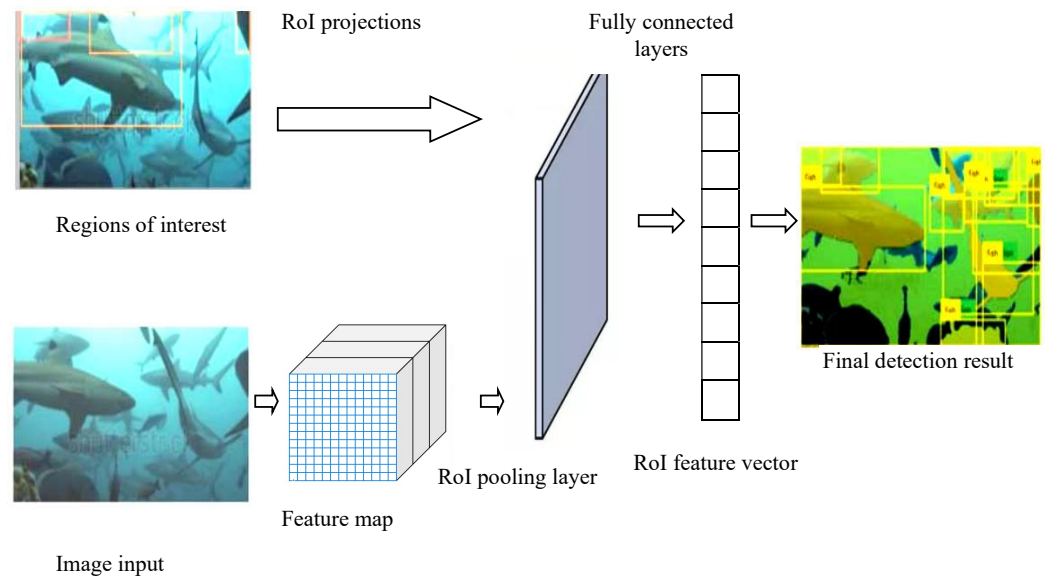 RoI projections
Fully connected
layers
Regions of interest
Final detection result
RoI pooling layer
RoI feature vector
Feature map
Image input